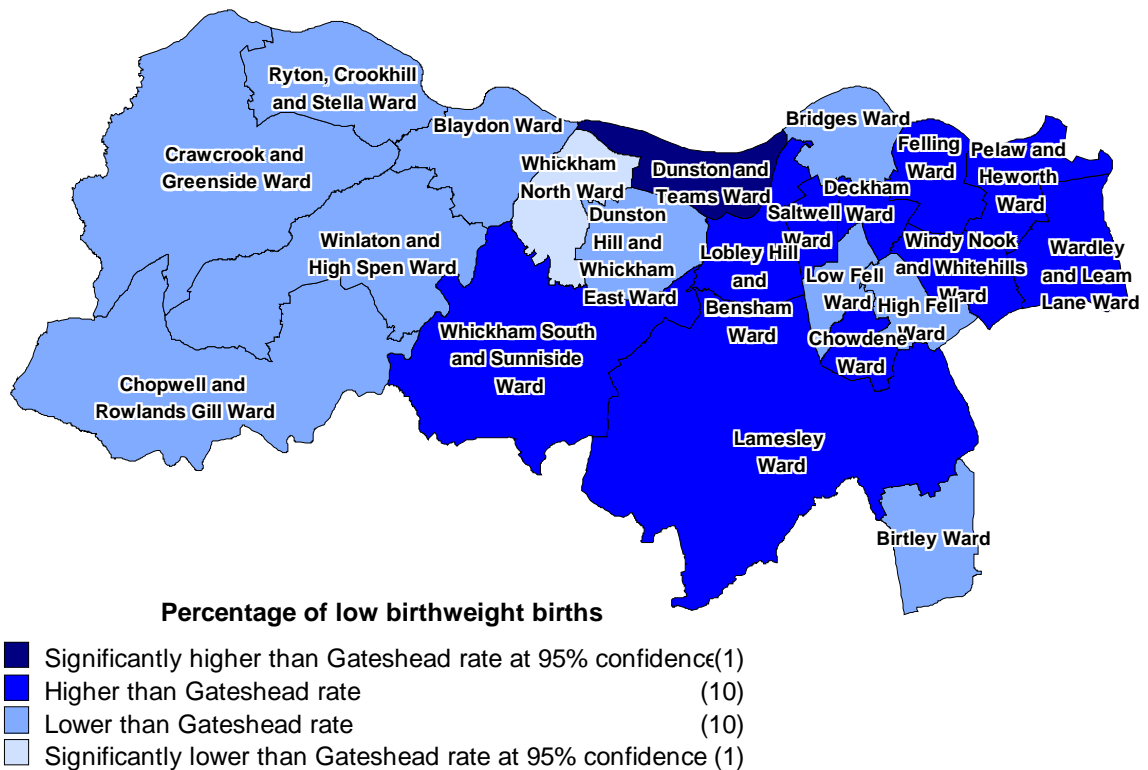 Ryton, Crookhill
and Stella Ward
Blaydon Ward
Bridges Ward
Crawcrook and
Greenside Ward
Whickham
North Ward
Dunston and
Teams Ward
Felling
Ward
Pelaw and
Heworth
Ward
Deckham
Ward
Saltwell
Ward
Dunston
Hill and
Whickham
East Ward
Winlaton and
High Spen Ward
Lobley Hill
and
Bensham
Ward
Windy Nook
and Whitehills
Ward
Wardley
and Leam
Lane Ward
Low Fell
Ward
High Fell
Ward
Whickham South
and Sunniside
Ward
Chowdene
Ward
Chopwell and
Rowlands Gill Ward
Lamesley
Ward
Birtley Ward
Percentage of low birthweight births
Significantly higher than Gateshead rate at 95% confidence (1)
Higher than Gateshead rate (10)
Lower than Gateshead rate (10)
Significantly lower than Gateshead rate at 95% confidence (1)